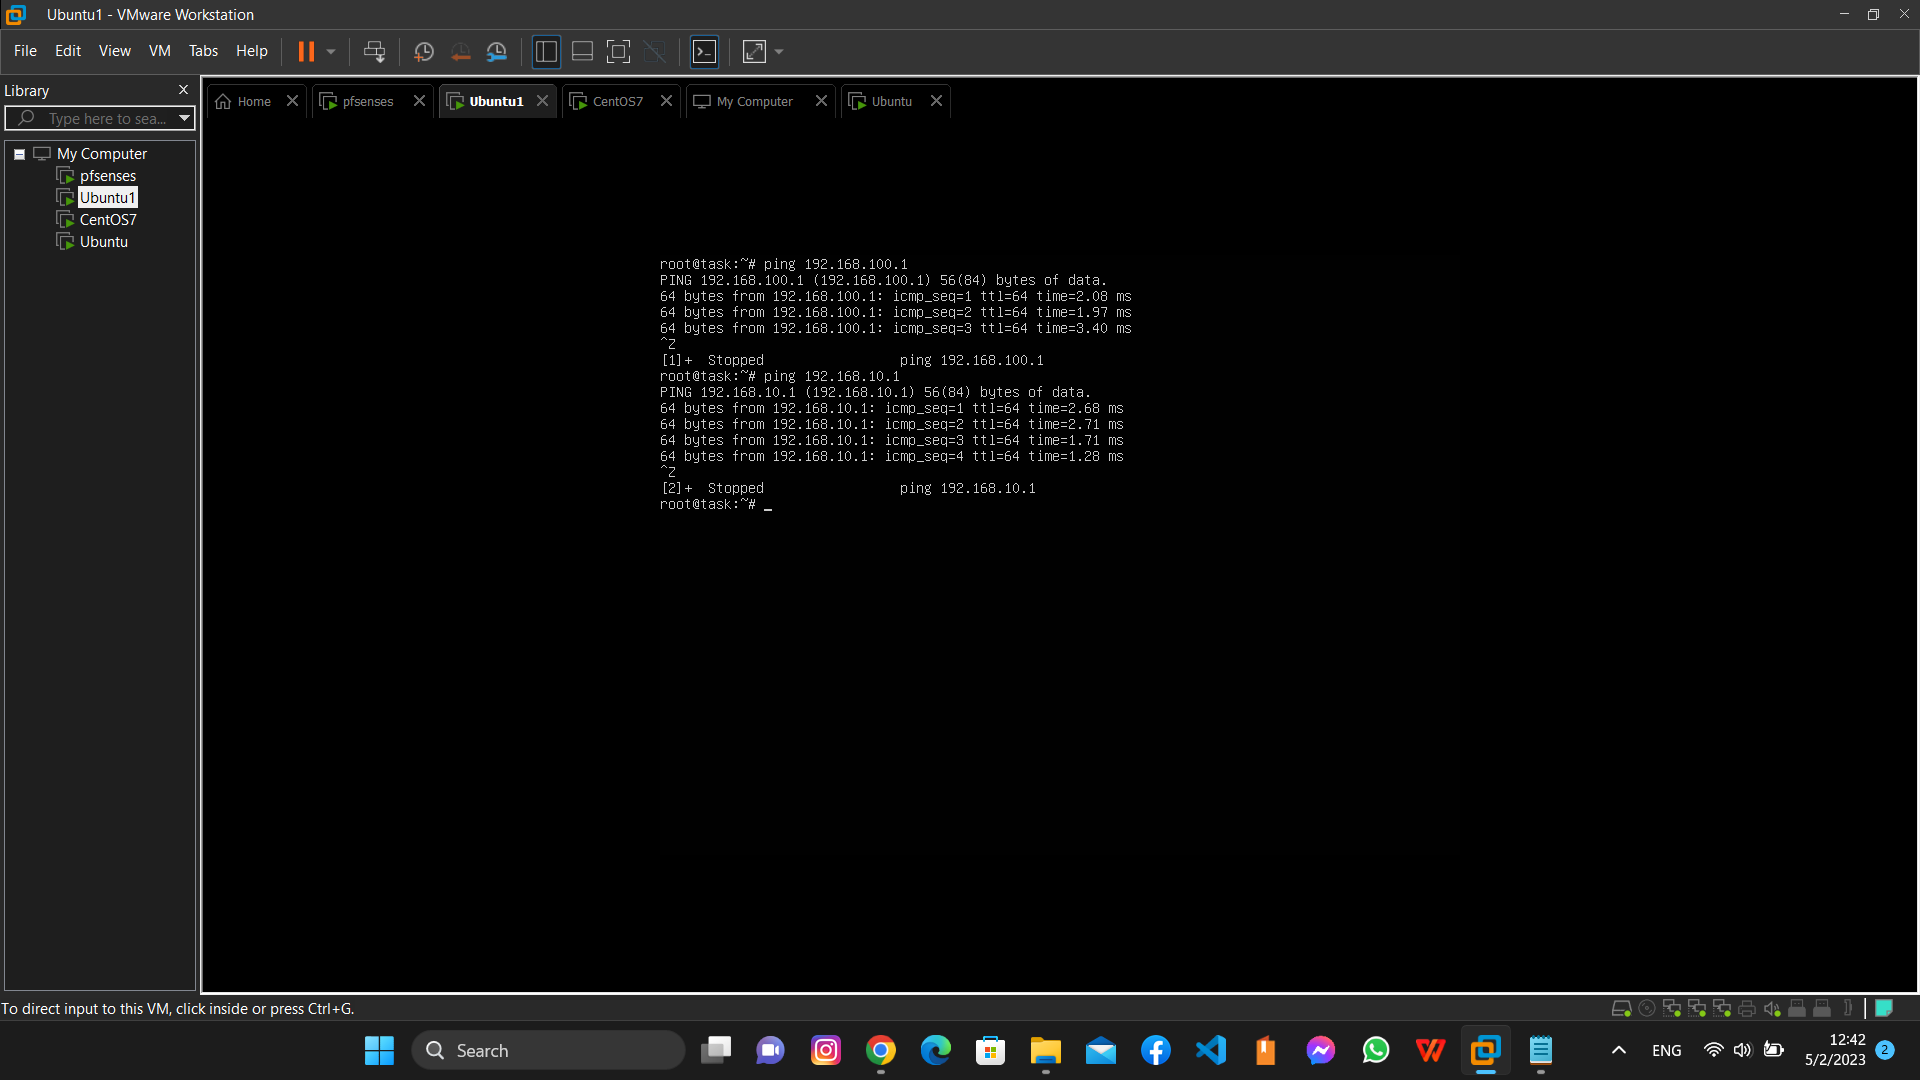 Ubuntu1 - VMware Workstation
File Edit View VM Tabs Help
Library
Type here to sea...
My Computer
pfsenses
Ubuntu1
CentOS7
Ubuntu
Home pfsenses Ubuntu1 CentOS7 My Computer Ubuntu
root@task:~# ping 192.168.100.1
PING 192.168.100.1 (192.168.100.1) 56(84) bytes of data.
64 bytes from 192.168.100.1: icmp_seq=1 ttl=64 time=2.08 ms
64 bytes from 192.168.100.1: icmp_seq=2 ttl=64 time=1.97 ms
64 bytes from 192.168.100.1: icmp_seq=3 ttl=64 time=3.40 ms
^Z
[1]+  Stopped                 ping 192.168.100.1
root@task:~# ping 192.168.10.1
PING 192.168.10.1 (192.168.10.1) 56(84) bytes of data.
64 bytes from 192.168.10.1: icmp_seq=1 ttl=64 time=2.68 ms
64 bytes from 192.168.10.1: icmp_seq=2 ttl=64 time=2.71 ms
64 bytes from 192.168.10.1: icmp_seq=3 ttl=64 time=1.71 ms
64 bytes from 192.168.10.1: icmp_seq=4 ttl=64 time=1.28 ms
^Z
[2]+  Stopped                 ping 192.168.10.1
root@task:~# _
To direct input to this VM, click inside or press Ctrl+G.
Search
ENG
12:42
5/2/2023
2